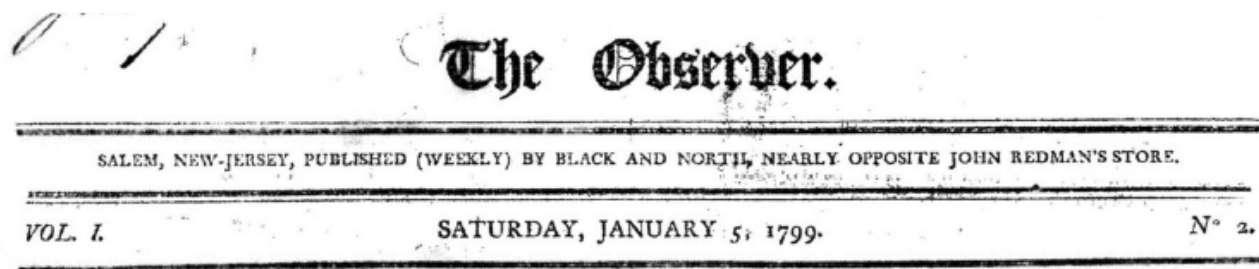 The Observer.
SALEM, NEW-JERSEY, PUBLISHED (WEEKLY) BY BLACK AND NORTH, NEARLY OPPOSITE JOHN REDMAN'S STORE.
VOL. I. SATURDAY, JANUARY 5, 1799. N° 2.